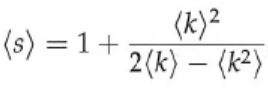 ⟨s⟩ = 1 + ⟨k⟩² / (2⟨k⟩ − ⟨k²⟩)